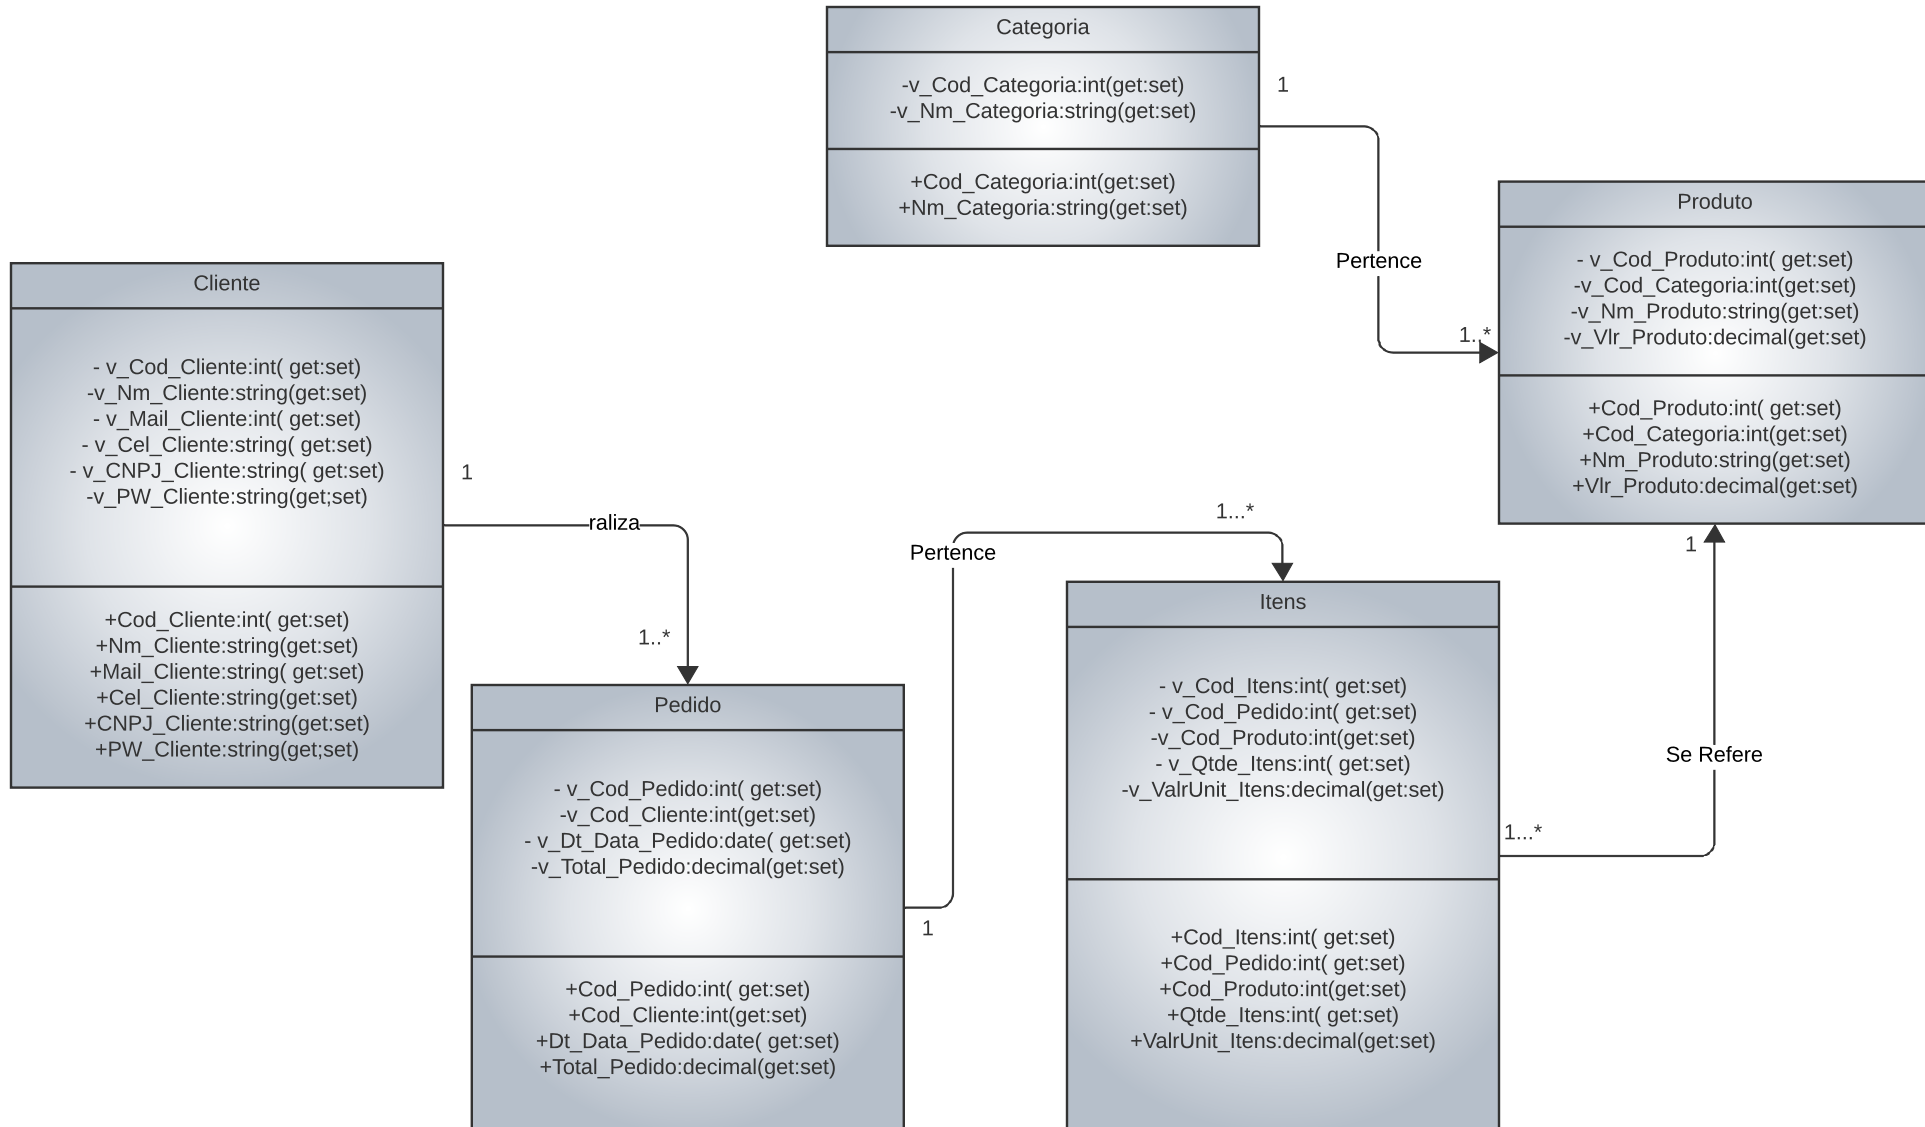 Categoria
-v_Cod_Categoria:int(get:set)
-v_Nm_Categoria:string(get:set)
+Cod_Categoria:int(get:set)
+Nm_Categoria:string(get:set)
1
Pertence
1..*
Produto
- v_Cod_Produto:int( get:set)
-v_Cod_Categoria:int(get:set)
-v_Nm_Produto:string(get:set)
-v_Vlr_Produto:decimal(get:set)
+Cod_Produto:int( get:set)
+Cod_Categoria:int(get:set)
+Nm_Produto:string(get:set)
+Vlr_Produto:decimal(get:set)
Cliente
- v_Cod_Cliente:int( get:set)
-v_Nm_Cliente:string(get:set)
- v_Mail_Cliente:int( get:set)
- v_Cel_Cliente:string( get:set)
- v_CNPJ_Cliente:string( get:set)
-v_PW_Cliente:string(get;set)
+Cod_Cliente:int( get:set)
+Nm_Cliente:string(get:set)
+Mail_Cliente:string( get:set)
+Cel_Cliente:string(get:set)
+CNPJ_Cliente:string(get:set)
+PW_Cliente:string(get;set)
1
raliza
1..*
Pedido
- v_Cod_Pedido:int( get:set)
-v_Cod_Cliente:int(get:set)
- v_Dt_Data_Pedido:date( get:set)
-v_Total_Pedido:decimal(get:set)
+Cod_Pedido:int( get:set)
+Cod_Cliente:int(get:set)
+Dt_Data_Pedido:date( get:set)
+Total_Pedido:decimal(get:set)
1
Pertence
1...*
Itens
- v_Cod_Itens:int( get:set)
- v_Cod_Pedido:int( get:set)
-v_Cod_Produto:int(get:set)
- v_Qtde_Itens:int( get:set)
-v_ValrUnit_Itens:decimal(get:set)
+Cod_Itens:int( get:set)
+Cod_Pedido:int( get:set)
+Cod_Produto:int(get:set)
+Qtde_Itens:int( get:set)
+ValrUnit_Itens:decimal(get:set)
1...*
Se Refere
1